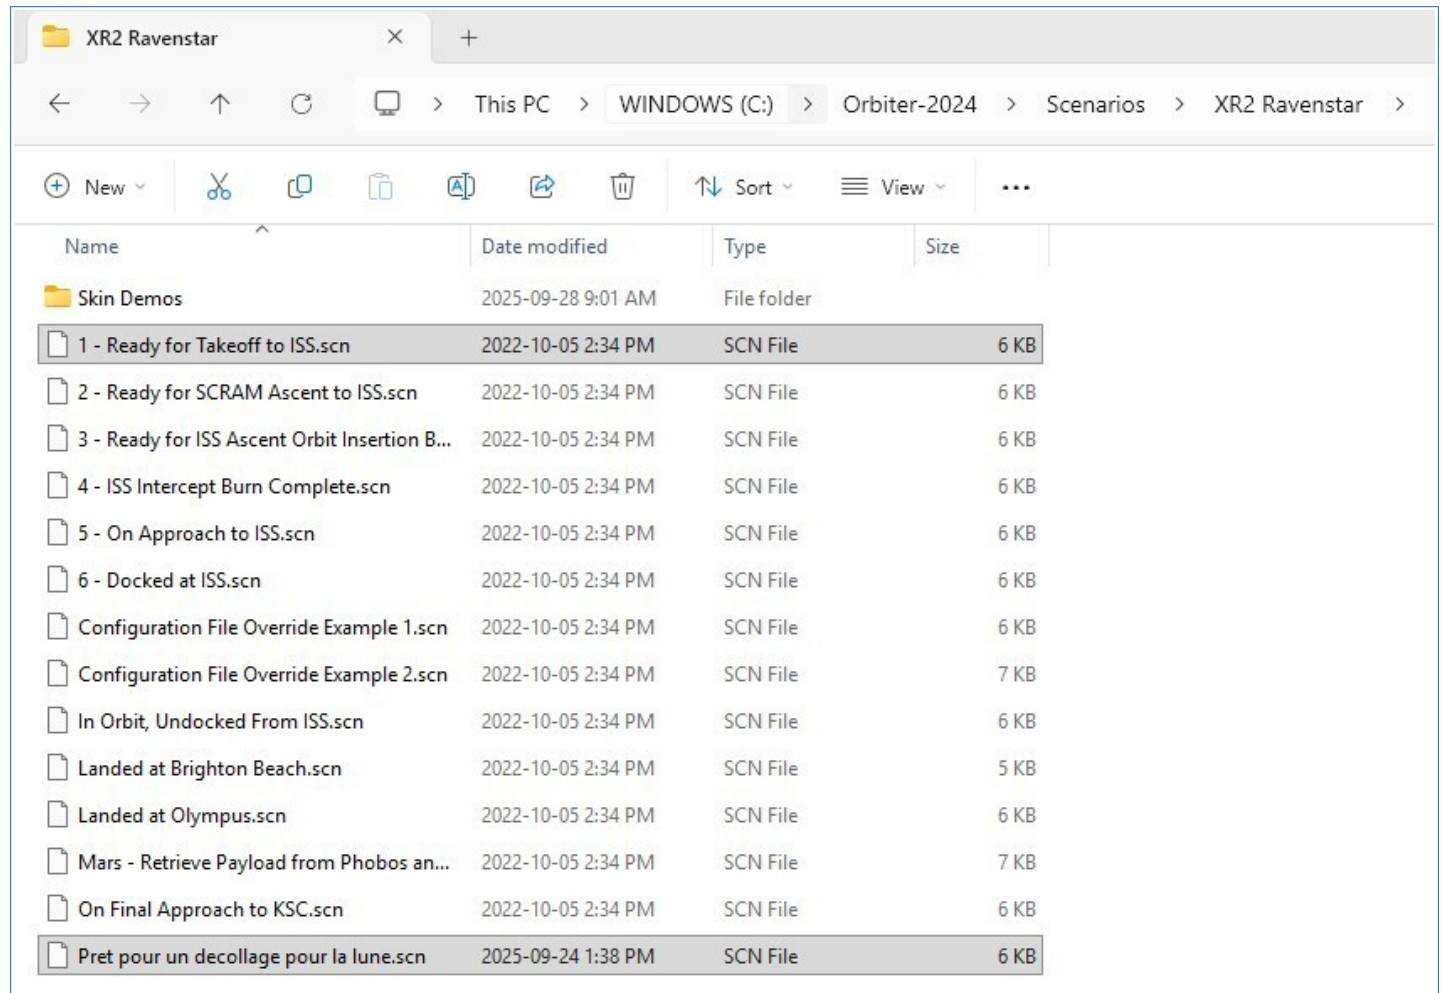 XR2 Ravenstar
This PC > WINDOWS (C:) > Orbiter-2024 > Scenarios > XR2 Ravenstar >
New Sort View
Name Date modified Type Size
Skin Demos 2025-09-28 9:01 AM File folder
1 - Ready for Takeoff to ISS.scn 2022-10-05 2:34 PM SCN File 6 KB
2 - Ready for SCRAM Ascent to ISS.scn 2022-10-05 2:34 PM SCN File 6 KB
3 - Ready for ISS Ascent Orbit Insertion B... 2022-10-05 2:34 PM SCN File 6 KB
4 - ISS Intercept Burn Complete.scn 2022-10-05 2:34 PM SCN File 6 KB
5 - On Approach to ISS.scn 2022-10-05 2:34 PM SCN File 6 KB
6 - Docked at ISS.scn 2022-10-05 2:34 PM SCN File 6 KB
Configuration File Override Example 1.scn 2022-10-05 2:34 PM SCN File 6 KB
Configuration File Override Example 2.scn 2022-10-05 2:34 PM SCN File 7 KB
In Orbit, Undocked From ISS.scn 2022-10-05 2:34 PM SCN File 6 KB
Landed at Brighton Beach.scn 2022-10-05 2:34 PM SCN File 5 KB
Landed at Olympus.scn 2022-10-05 2:34 PM SCN File 6 KB
Mars - Retrieve Payload from Phobos an... 2022-10-05 2:34 PM SCN File 7 KB
On Final Approach to KSC.scn 2022-10-05 2:34 PM SCN File 6 KB
Pret pour un decollage pour la lune.scn 2025-09-24 1:38 PM SCN File 6 KB